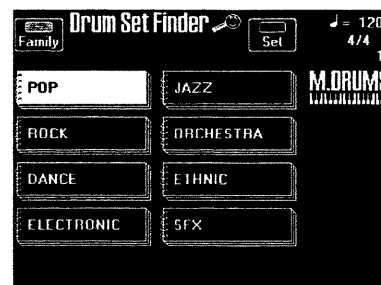 Drum Set Finder
Family
Set
♩= 120
4/4
1
POP
JAZZ
M.DRUMS
ROCK
ORCHESTRA
DANCE
ETHNIC
ELECTRONIC
SFX